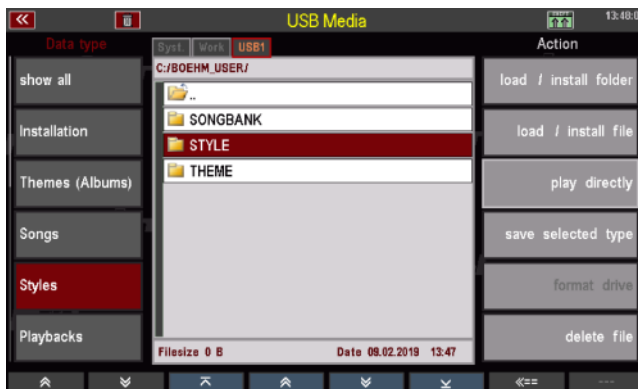 USB Media
13:48:0
Data type
Syst. Work USB1
Action
C:/BOEHM_USER/
show all
..
load / install folder
SONGBANK
Installation
load / install file
STYLE
THEME
Themes (Albums)
play directly
Songs
save selected type
Styles
format drive
Playbacks
delete file
Filesize 0 B
Date 09.02.2019 13:47
<==
---